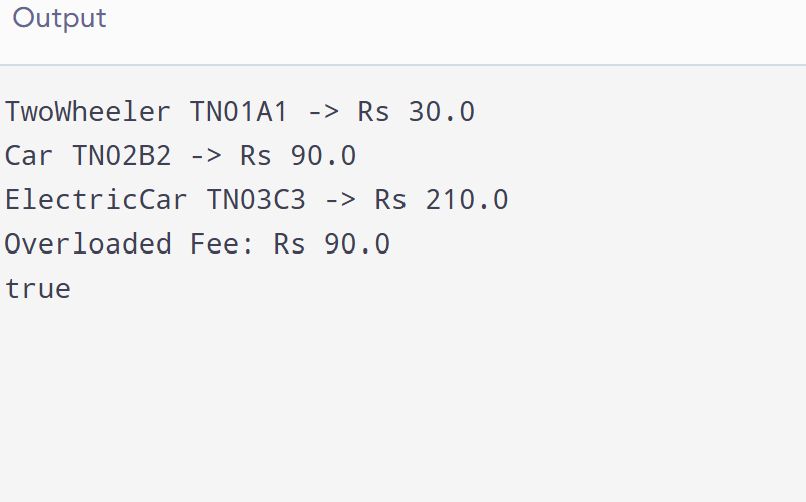 Output
TwoWheeler TN01A1 -> Rs 30.0
Car TN02B2 -> Rs 90.0
ElectricCar TN03C3 -> Rs 210.0
Overloaded Fee: Rs 90.0
true